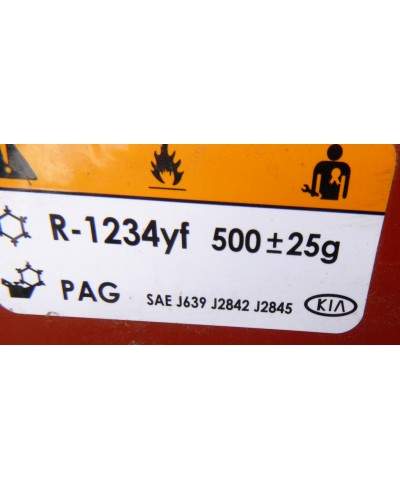 R-1234yf 500±25g
PAG SAE J639 J2842 J2845 KIA